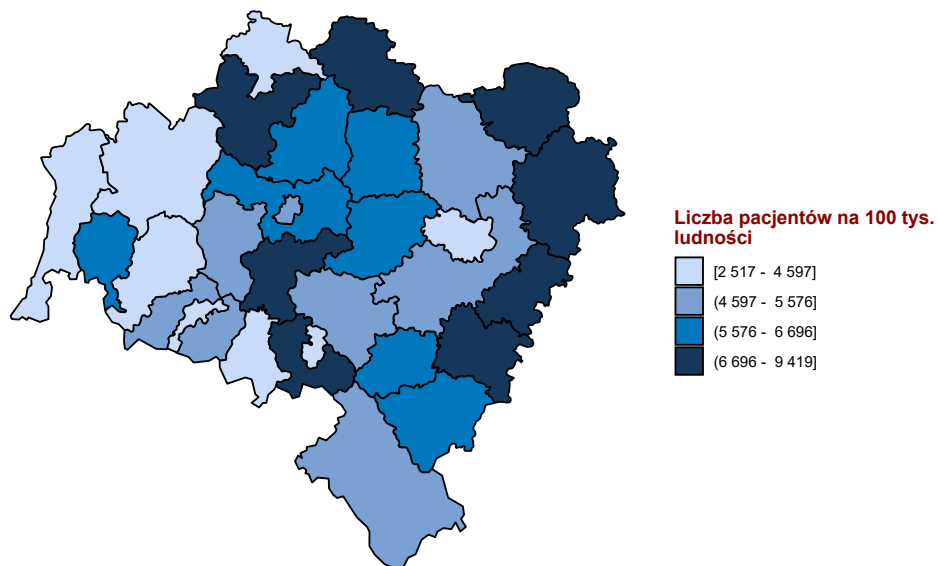 Liczba pacjentów na 100 tys.
ludności
[2 517 - 4 597]
(4 597 - 5 576]
(5 576 - 6 696]
(6 696 - 9 419]